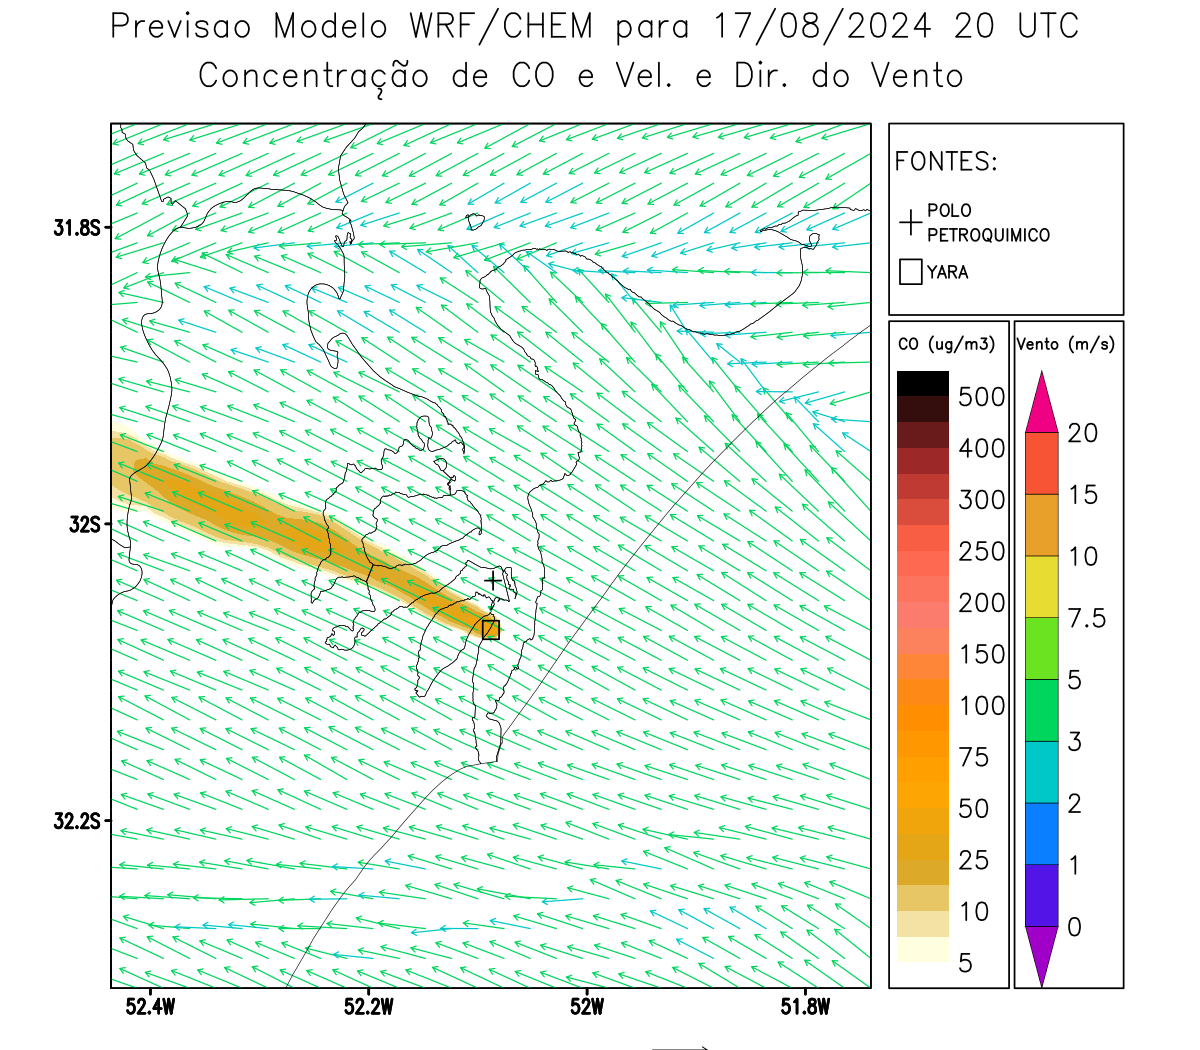 Previsao Modelo WRF/CHEM para 17/08/2024 20 UTC
Concentração de CO e Vel. e Dir. do Vento
FONTES:
POLO
PETROQUIMICO
YARA
CO (ug/m3)
500
400
300
250
200
150
100
75
50
25
10
5
Vento (m/s)
20
15
10
7.5
5
3
2
1
0
31.8S
32S
32.2S
52.4W
52.2W
52W
51.8W